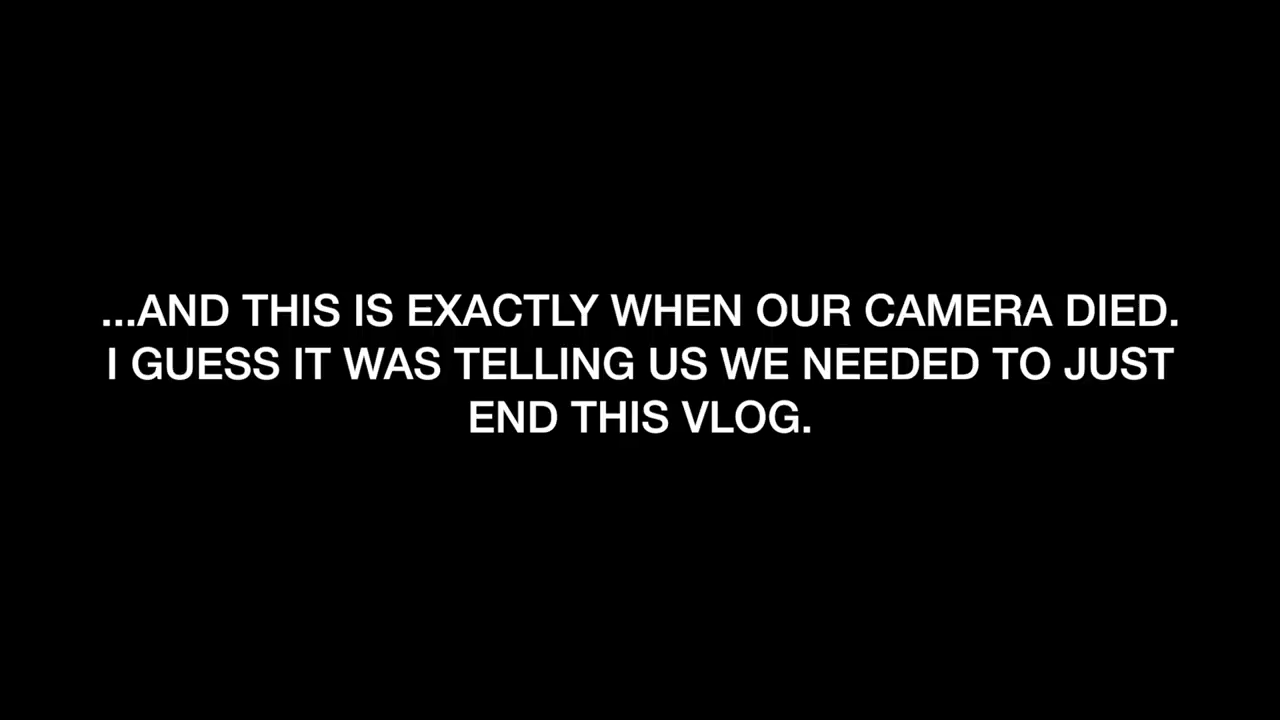 ...AND THIS IS EXACTLY WHEN OUR CAMERA DIED.
I GUESS IT WAS TELLING US WE NEEDED TO JUST
END THIS VLOG.